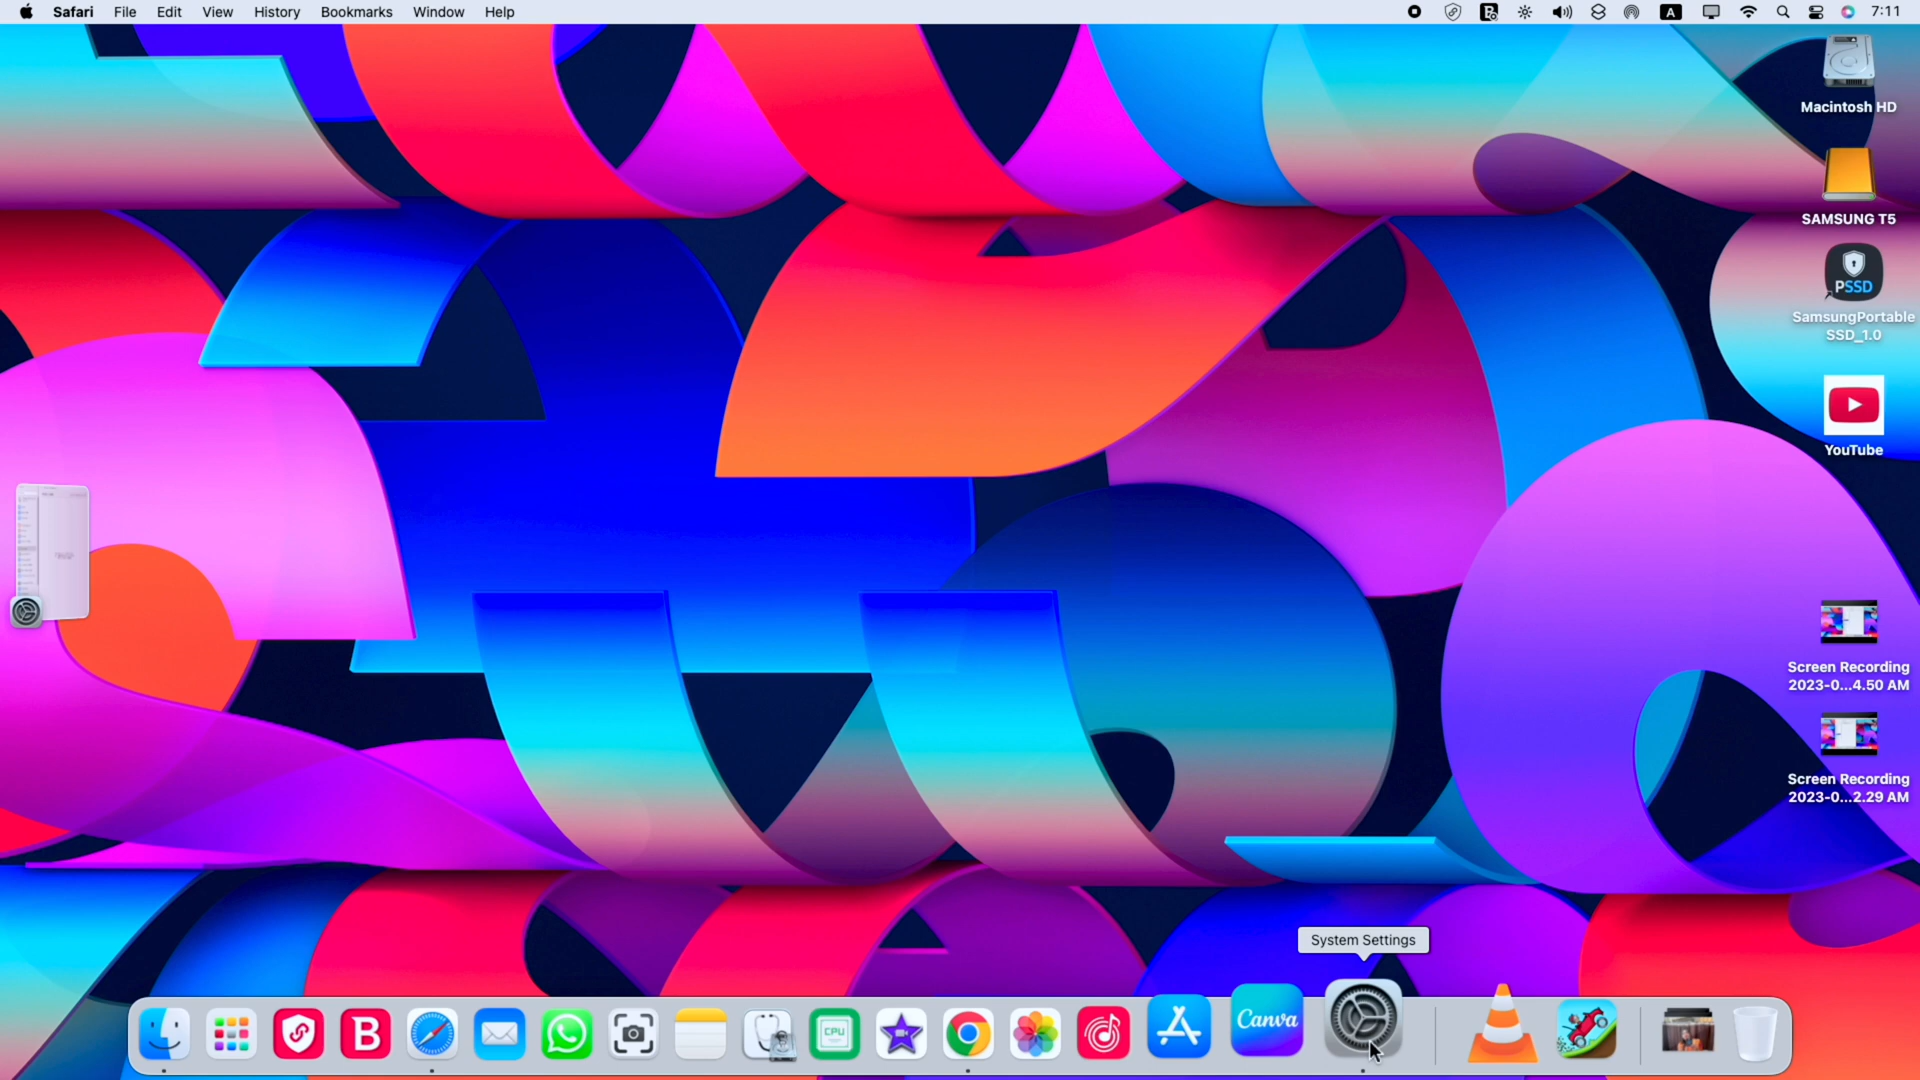 Safari File Edit View History Bookmarks Window Help A 7:11
Macintosh HD
SAMSUNG T5
PSSD
SamsungPortable
SSD_1.0
YouTube
Screen Recording
2023-0...4.50 AM
Screen Recording
2023-0...2.29 AM
System Settings
B
CPU
Canva